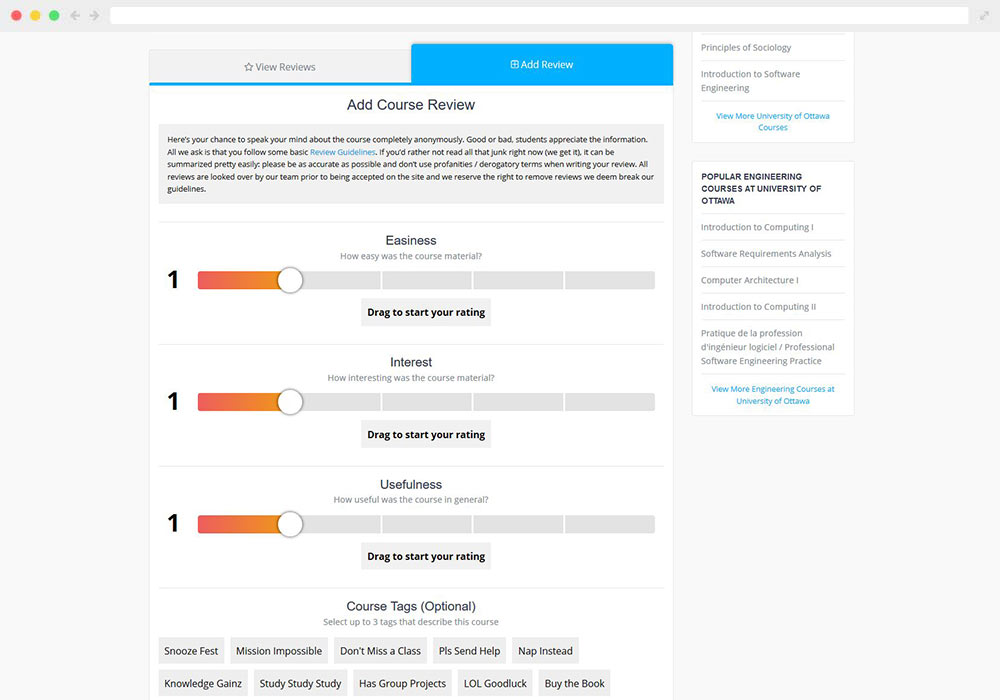 View Reviews
Add Review
Add Course Review
Here's your chance to speak your mind about the course completely anonymously. Good or bad, students appreciate the information.
All we ask is that you follow some basic Review Guidelines. If you'd rather not read all that junk right now (we get it), it can be
summarized pretty easily: please be as accurate as possible and don't use profanities / derogatory terms when writing your review. All
reviews are looked over by our team prior to being accepted on the site and we reserve the right to remove reviews we deem break our
guidelines.
Easiness
How easy was the course material?
1
Drag to start your rating
Interest
How interesting was the course material?
1
Drag to start your rating
Usefulness
How useful was the course in general?
1
Drag to start your rating
Course Tags (Optional)
Select up to 3 tags that describe this course
Snooze Fest Mission Impossible Don't Miss a Class Pls Send Help Nap Instead
Knowledge Gainz Study Study Study Has Group Projects LOL Goodluck Buy the Book
Principles of Sociology
Introduction to Software
Engineering
View More University of Ottawa
Courses
POPULAR ENGINEERING
COURSES AT UNIVERSITY OF
OTTAWA
Introduction to Computing I
Software Requirements Analysis
Computer Architecture I
Introduction to Computing II
Pratique de la profession
d'ingénieur logiciel / Professional
Software Engineering Practice
View More Engineering Courses at
University of Ottawa